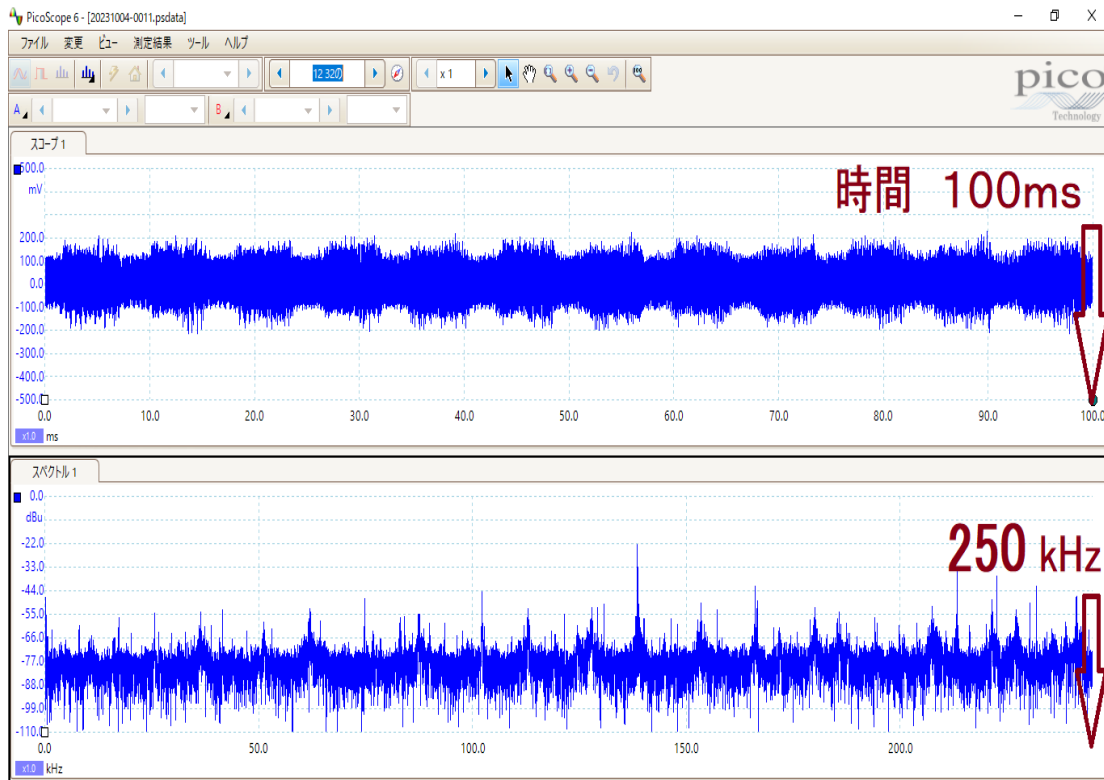 PicoScope 6 - [20231004-0011.psdata]
ファイル 変更 ビュー 測定結果 ツール ヘルプ
12 32の
x 1
pico
Technology
A
B
スコープ 1
500.0
mV
時間 100ms
200.0
100.0
0.0
-100.0
-200.0
-300.0
-400.0
-500.0
0.0 10.0 20.0 30.0 40.0 50.0 60.0 70.0 80.0 90.0 100.0
x1.0 ms
スペクトル 1
0.0
dBu
-22.0
250 kHz
-33.0
-44.0
-55.0
-66.0
-77.0
-88.0
-99.0
-110.0
0.0 50.0 100.0 150.0 200.0
x1.0 kHz